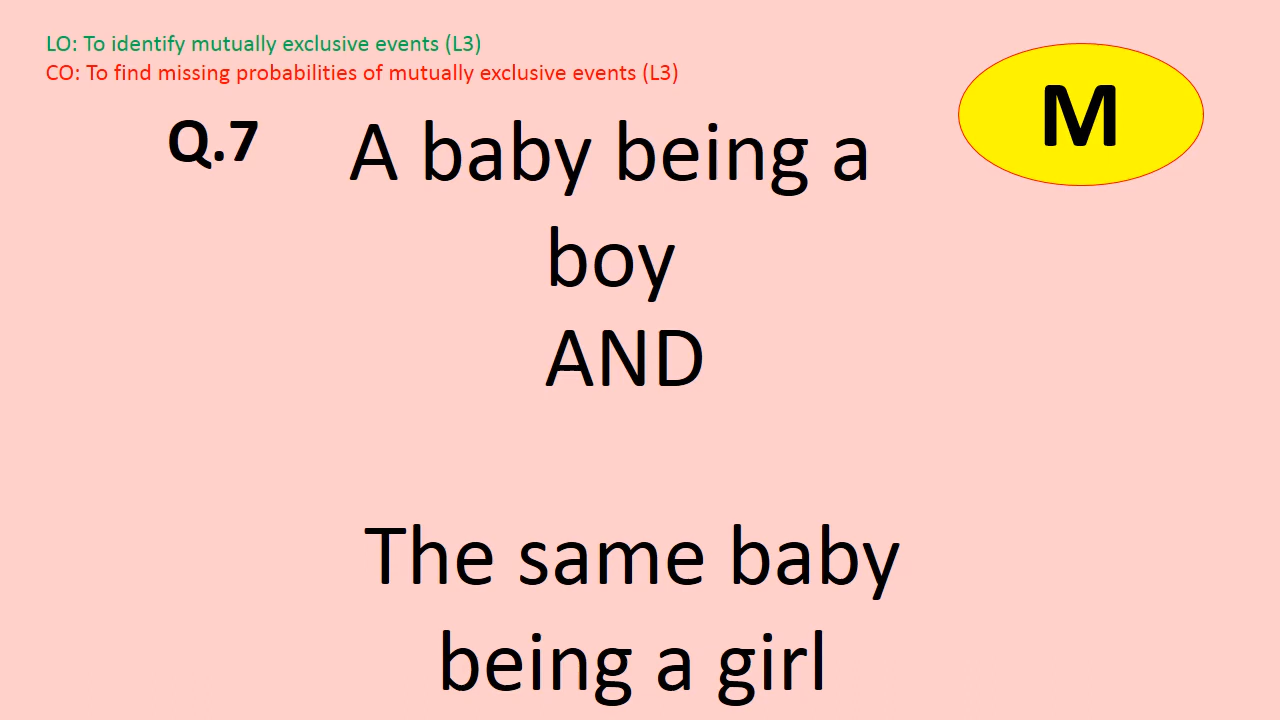 LO: To identify mutually exclusive events (L3)
CO: To find missing probabilities of mutually exclusive events (L3)
M
Q.7
A baby being a
boy
AND
The same baby
being a girl